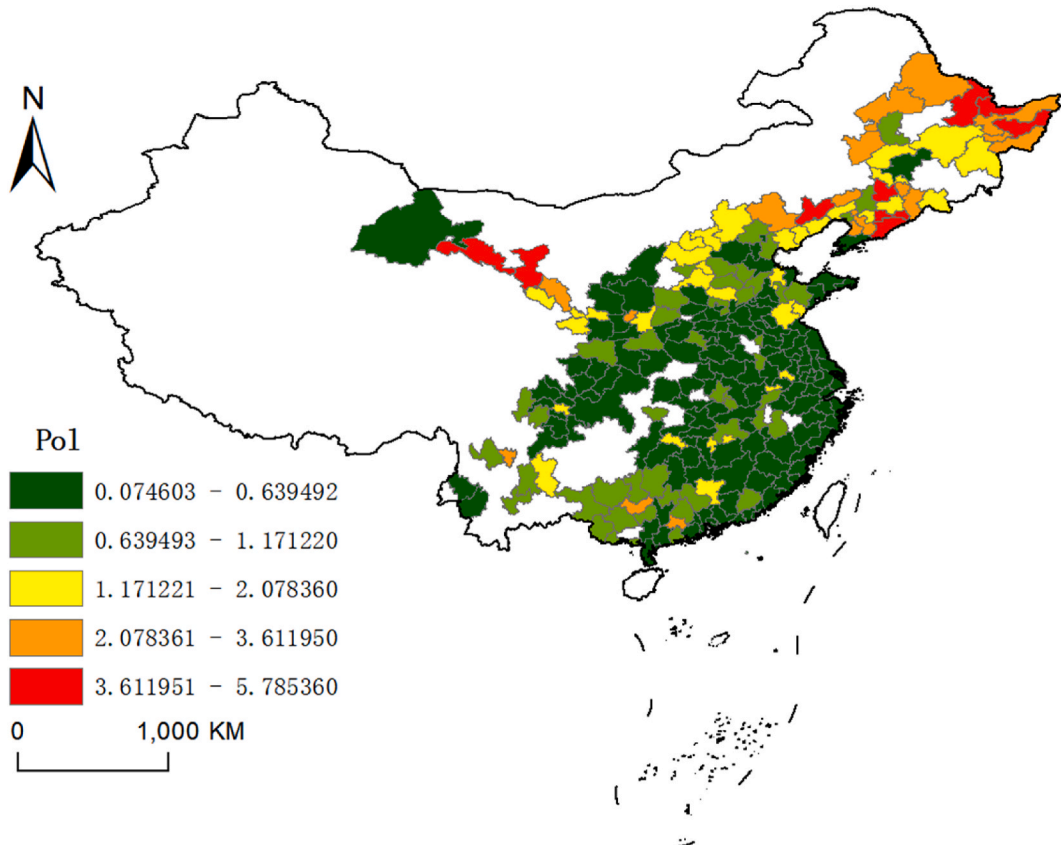 N
Pol
0.074603 - 0.639492
0.639493 - 1.171220
1.171221 - 2.078360
2.078361 - 3.611950
3.611951 - 5.785360
0 1,000 KM